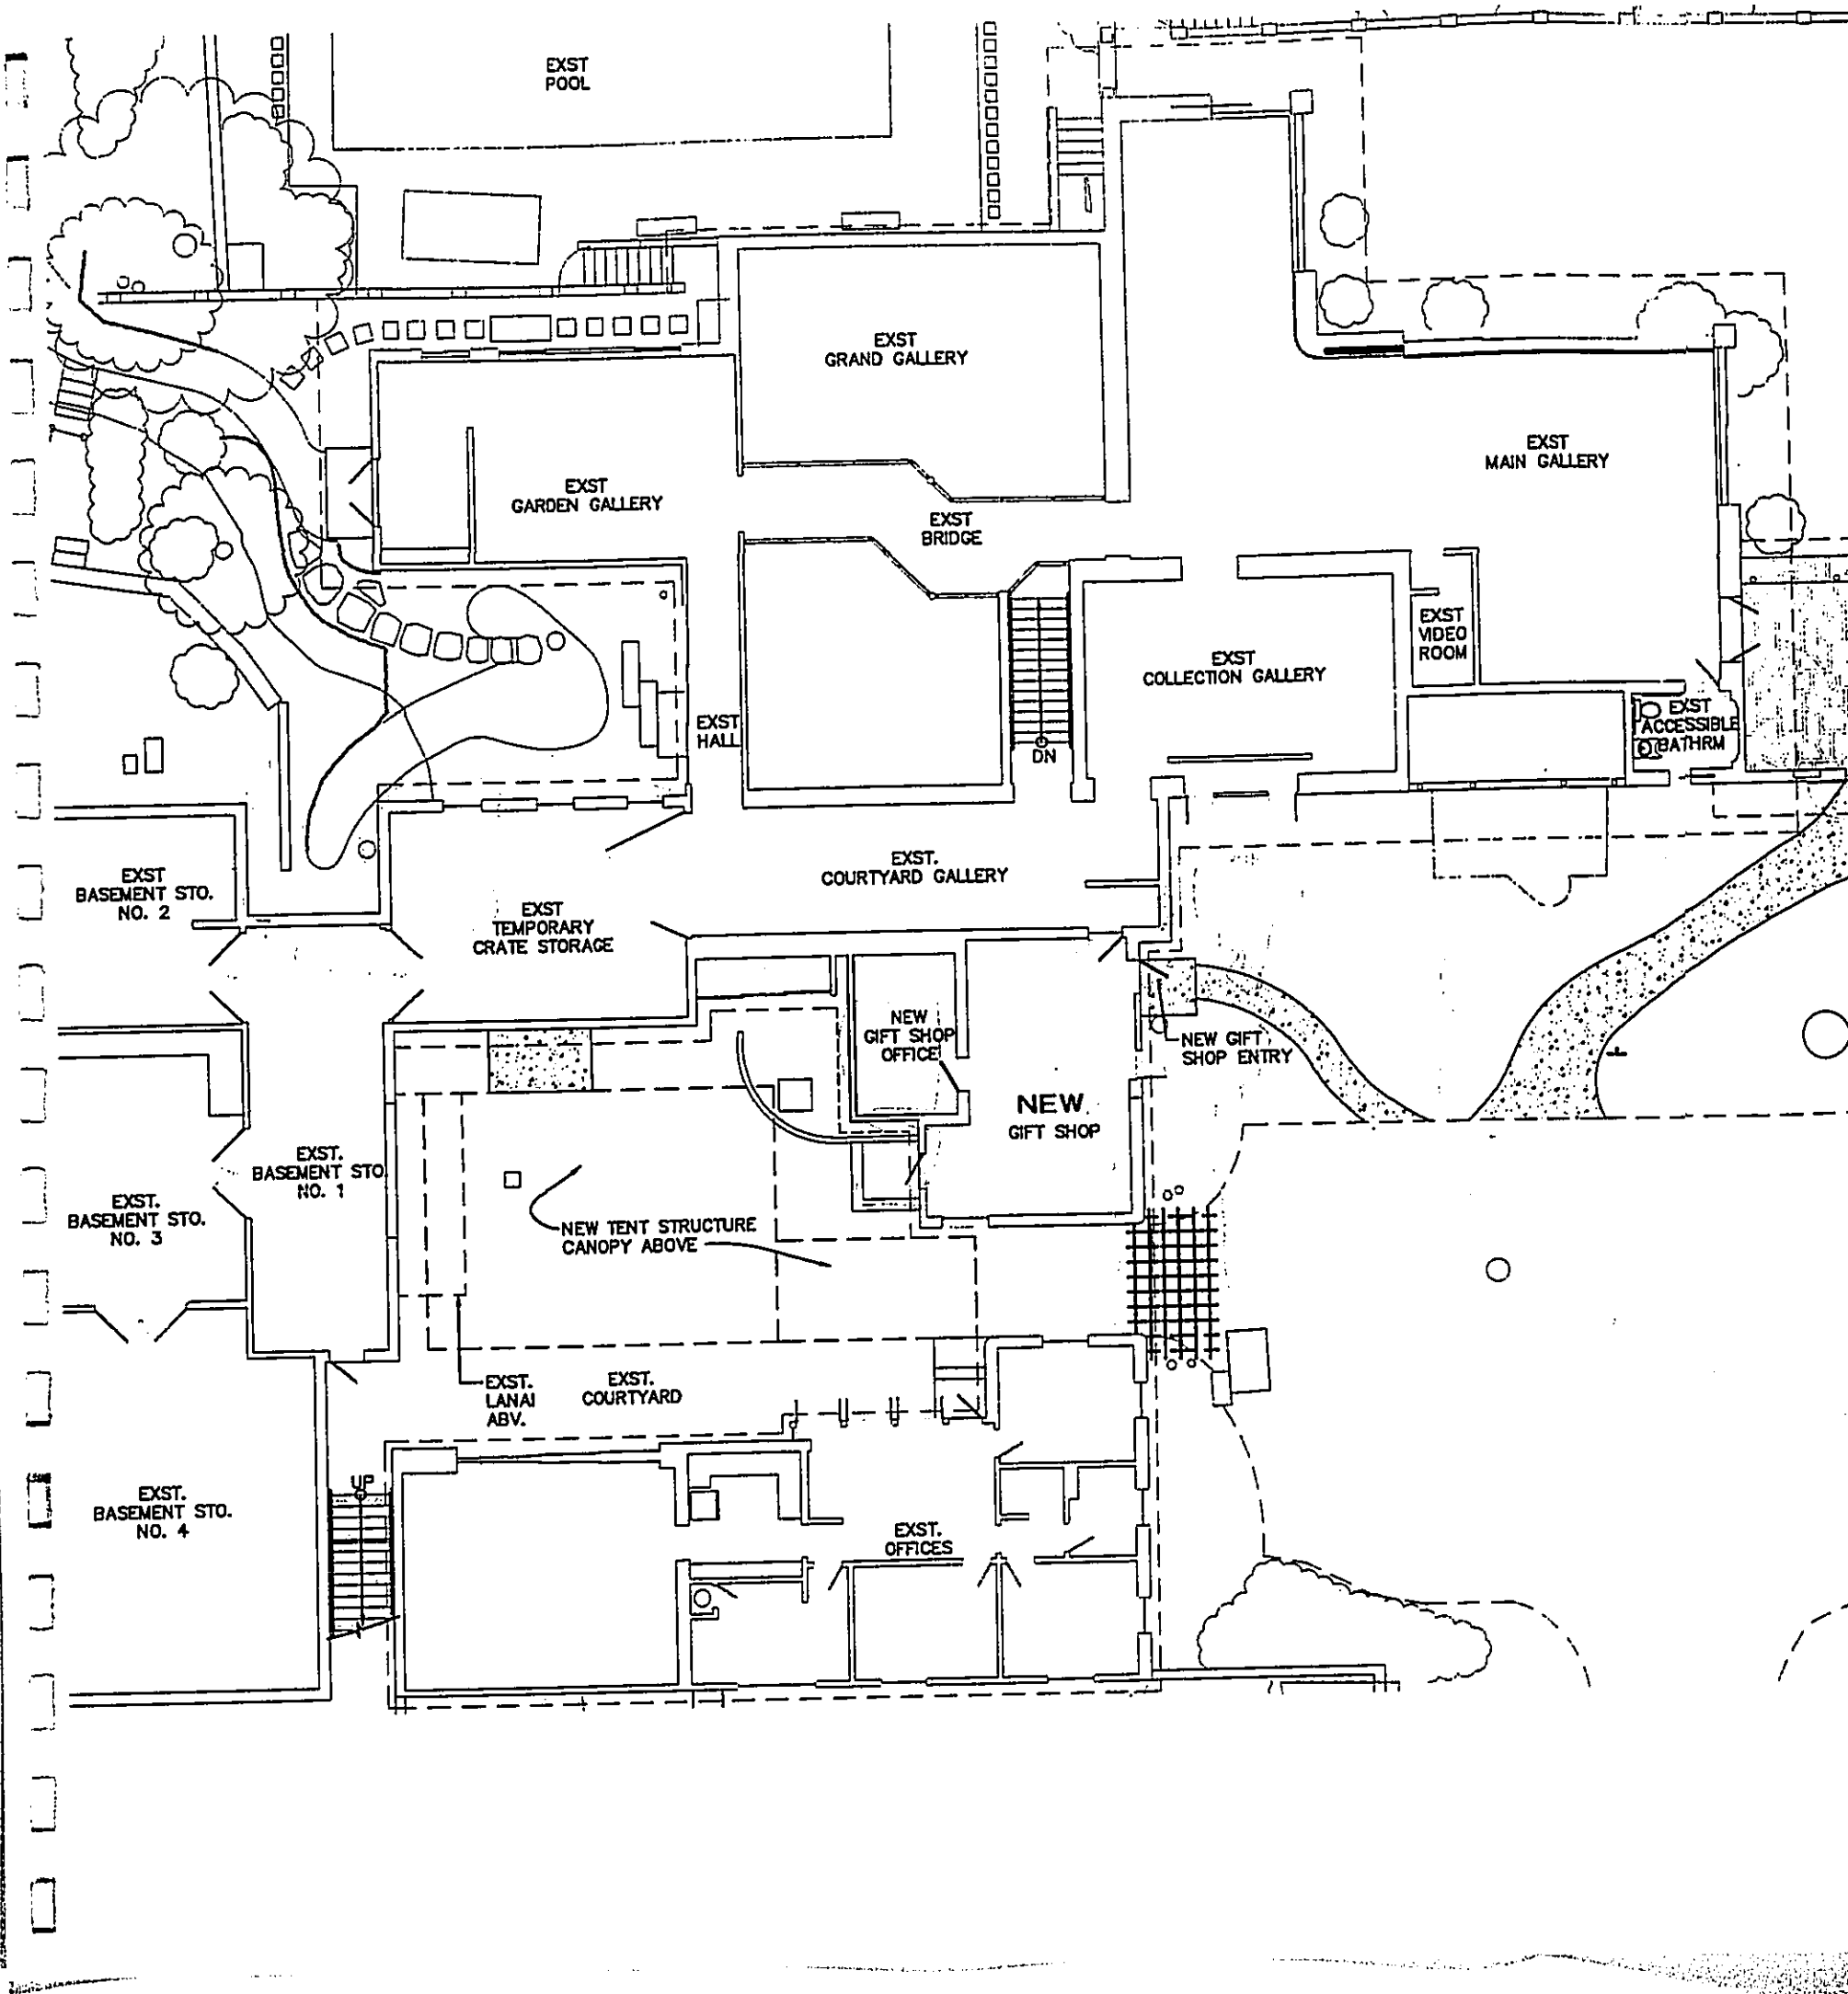 EXST
POOL
EXST
GRAND GALLERY
EXST
MAIN GALLERY
EXST
GARDEN GALLERY
EXST
BRIDGE
EXST
VIDEO
ROOM
EXST
COLLECTION GALLERY
EXST
HALL
EXST
ACCESSIBLE
BATHRM
DN
EXST
BASEMENT STO.
NO. 2
EXST.
COURTYARD GALLERY
EXST
TEMPORARY
CRATE STORAGE
NEW
GIFT SHOP
OFFICE
NEW GIFT
SHOP ENTRY
NEW
GIFT SHOP
EXST.
BASEMENT STO
NO. 1
EXST.
BASEMENT STO.
NO. 3
NEW TENT STRUCTURE
CANOPY ABOVE
EXST.
LANAI
ABV.
EXST.
COURTYARD
UP
EXST.
BASEMENT STO.
NO. 4
EXST.
OFFICES